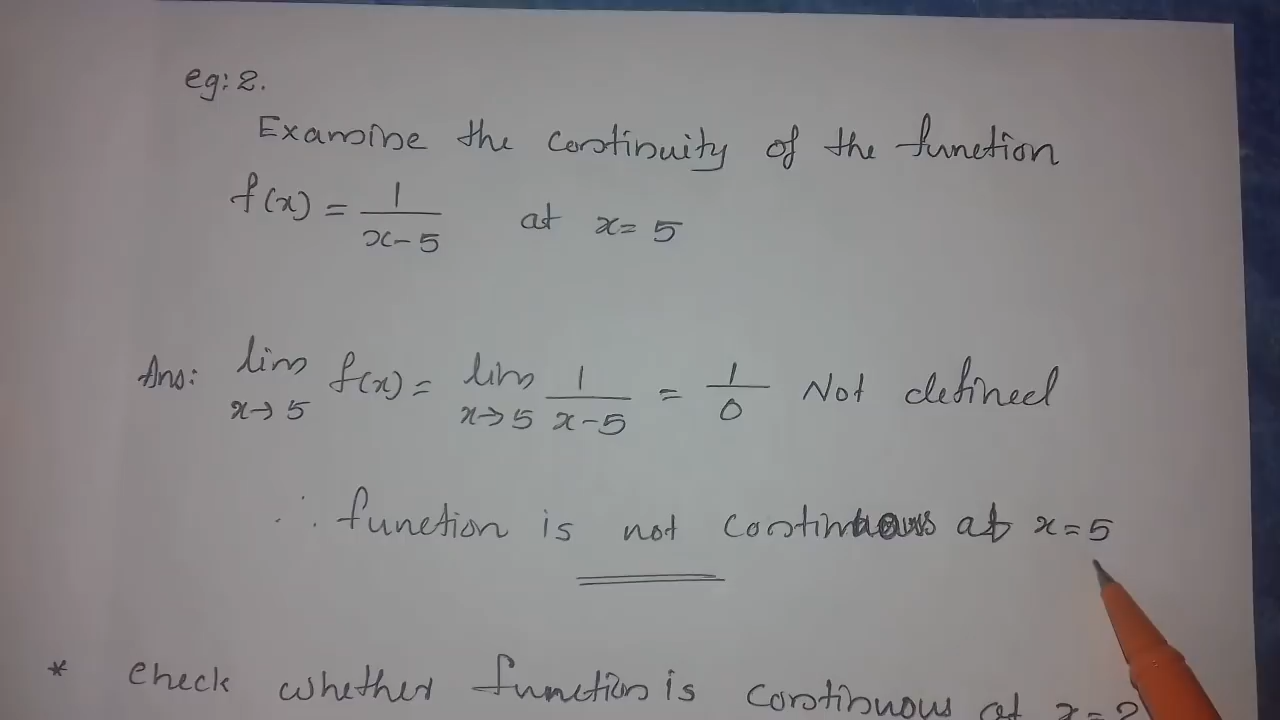 eg: 2.
Examine the continuity of the function
f(x) = 1/(x-5) at x = 5
Ans: lim x→5 f(x) = lim x→5 1/(x-5) = 1/0 Not defined
∴ function is not continuous at x = 5
* check whether function is continuous at x = ?